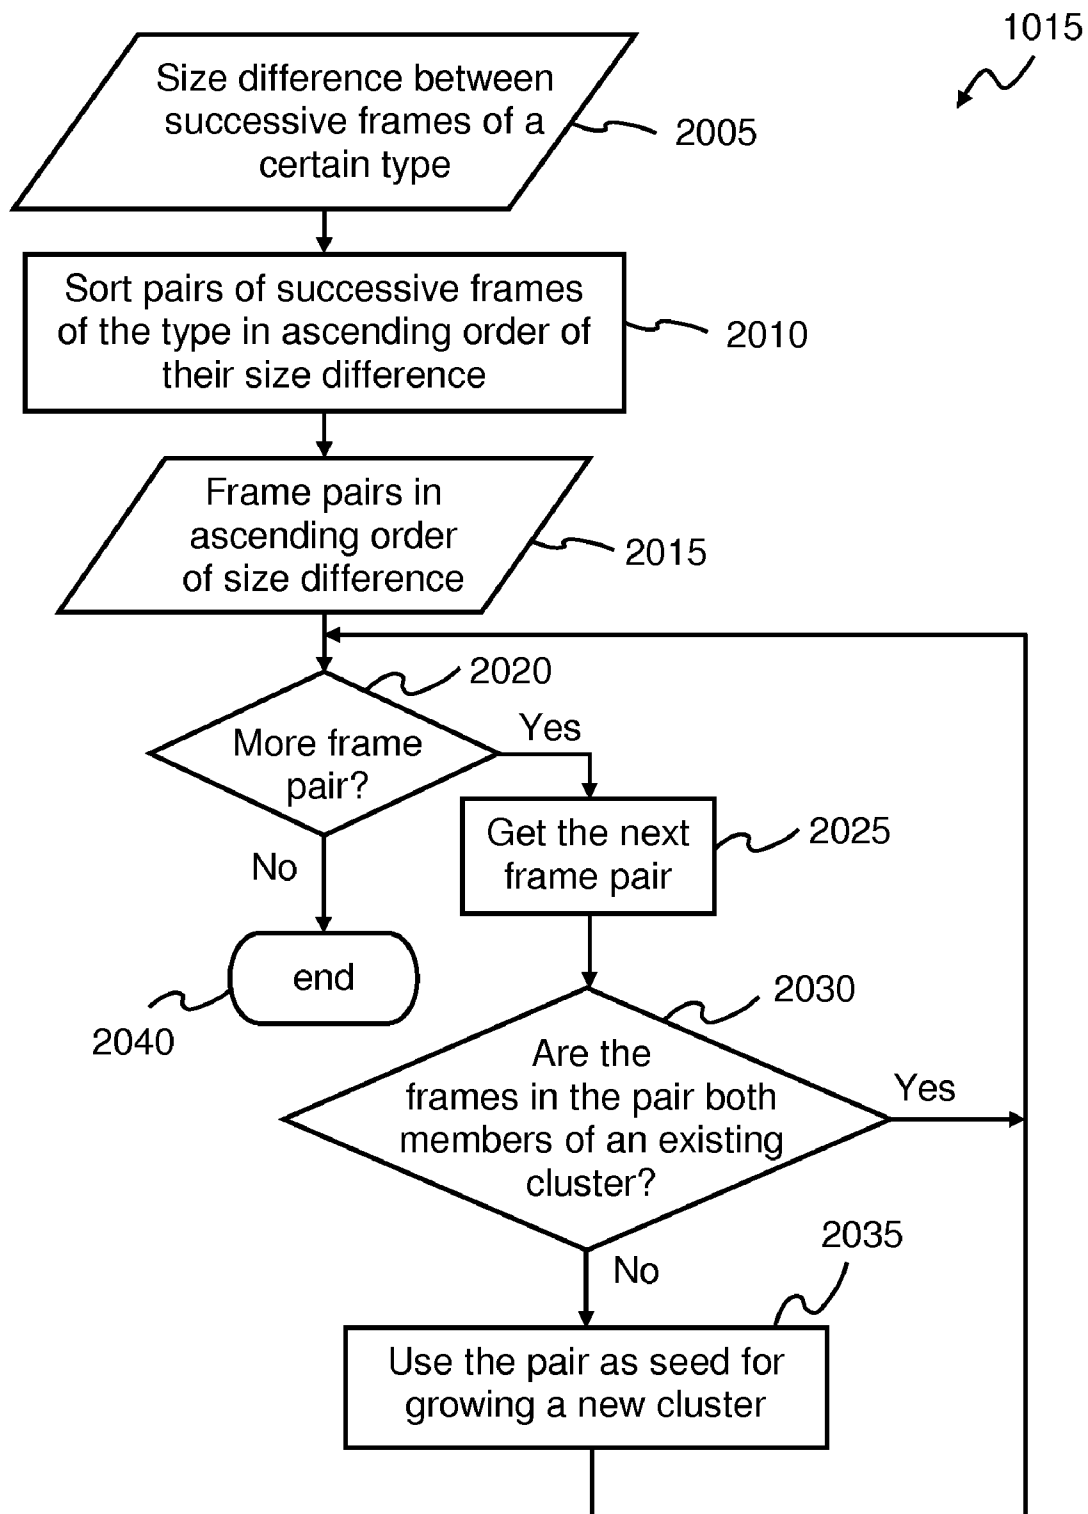 1015
Size difference between
successive frames of a
certain type
2005
Sort pairs of successive frames
of the type in ascending order of
their size difference
2010
Frame pairs in
ascending order
of size difference
2015
2020
More frame
pair?
Yes
No
Get the next
frame pair
2025
end
2040
2030
Are the
frames in the pair both
members of an existing
cluster?
Yes
No
2035
Use the pair as seed for
growing a new cluster